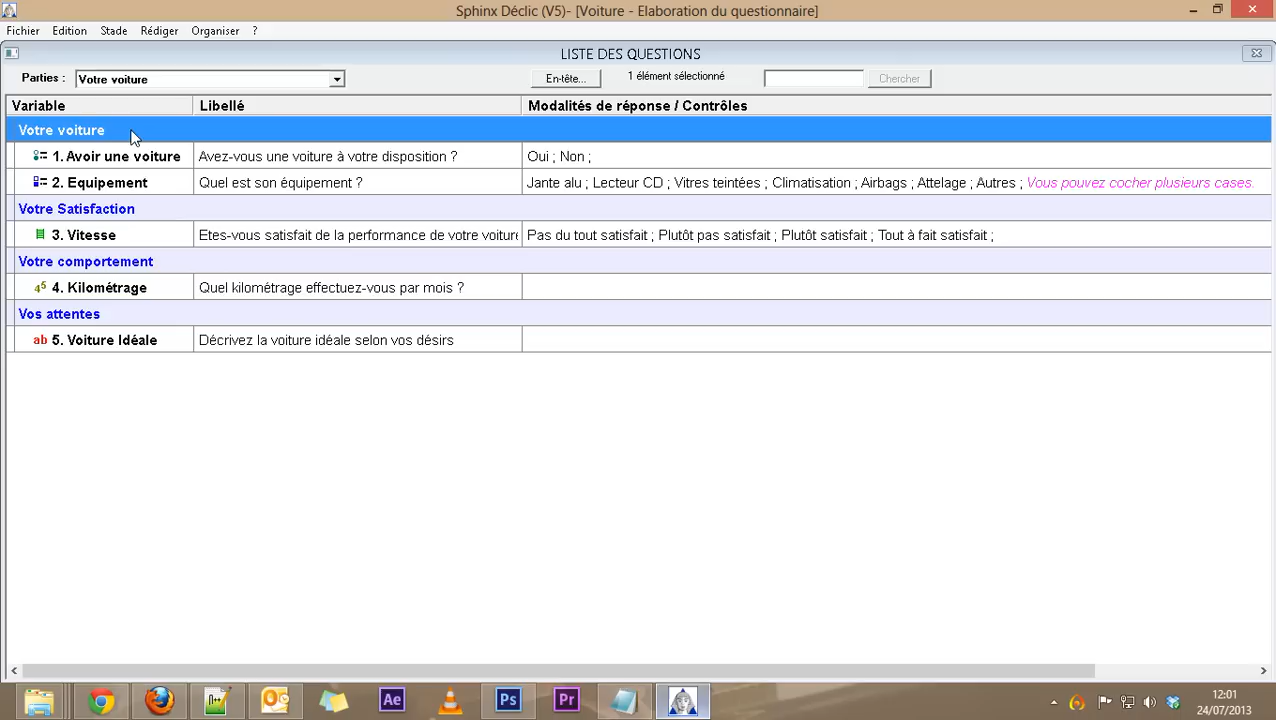 Sphinx Déclic (V5)- [Voiture - Elaboration du questionnaire]
Fichier Edition Stade Rédiger Organiser ?
LISTE DES QUESTIONS
Parties : Votre voiture En-tête... 1 élément sélectionné Chercher
Variable Libellé Modalités de réponse / Contrôles
Votre voiture
1. Avoir une voiture Avez-vous une voiture à votre disposition ? Oui ; Non ;
2. Equipement Quel est son équipement ? Jante alu ; Lecteur CD ; Vitres teintées ; Climatisation ; Airbags ; Attelage ; Autres ; Vous pouvez cocher plusieurs cases.
Votre Satisfaction
3. Vitesse Etes-vous satisfait de la performance de votre voiture Pas du tout satisfait ; Plutôt pas satisfait ; Plutôt satisfait ; Tout à fait satisfait ;
Votre comportement
4⁵ 4. Kilométrage Quel kilométrage effectuez-vous par mois ?
Vos attentes
ab 5. Voiture Idéale Décrivez la voiture idéale selon vos désirs
Ae Ps Pr
12:01
24/07/2013